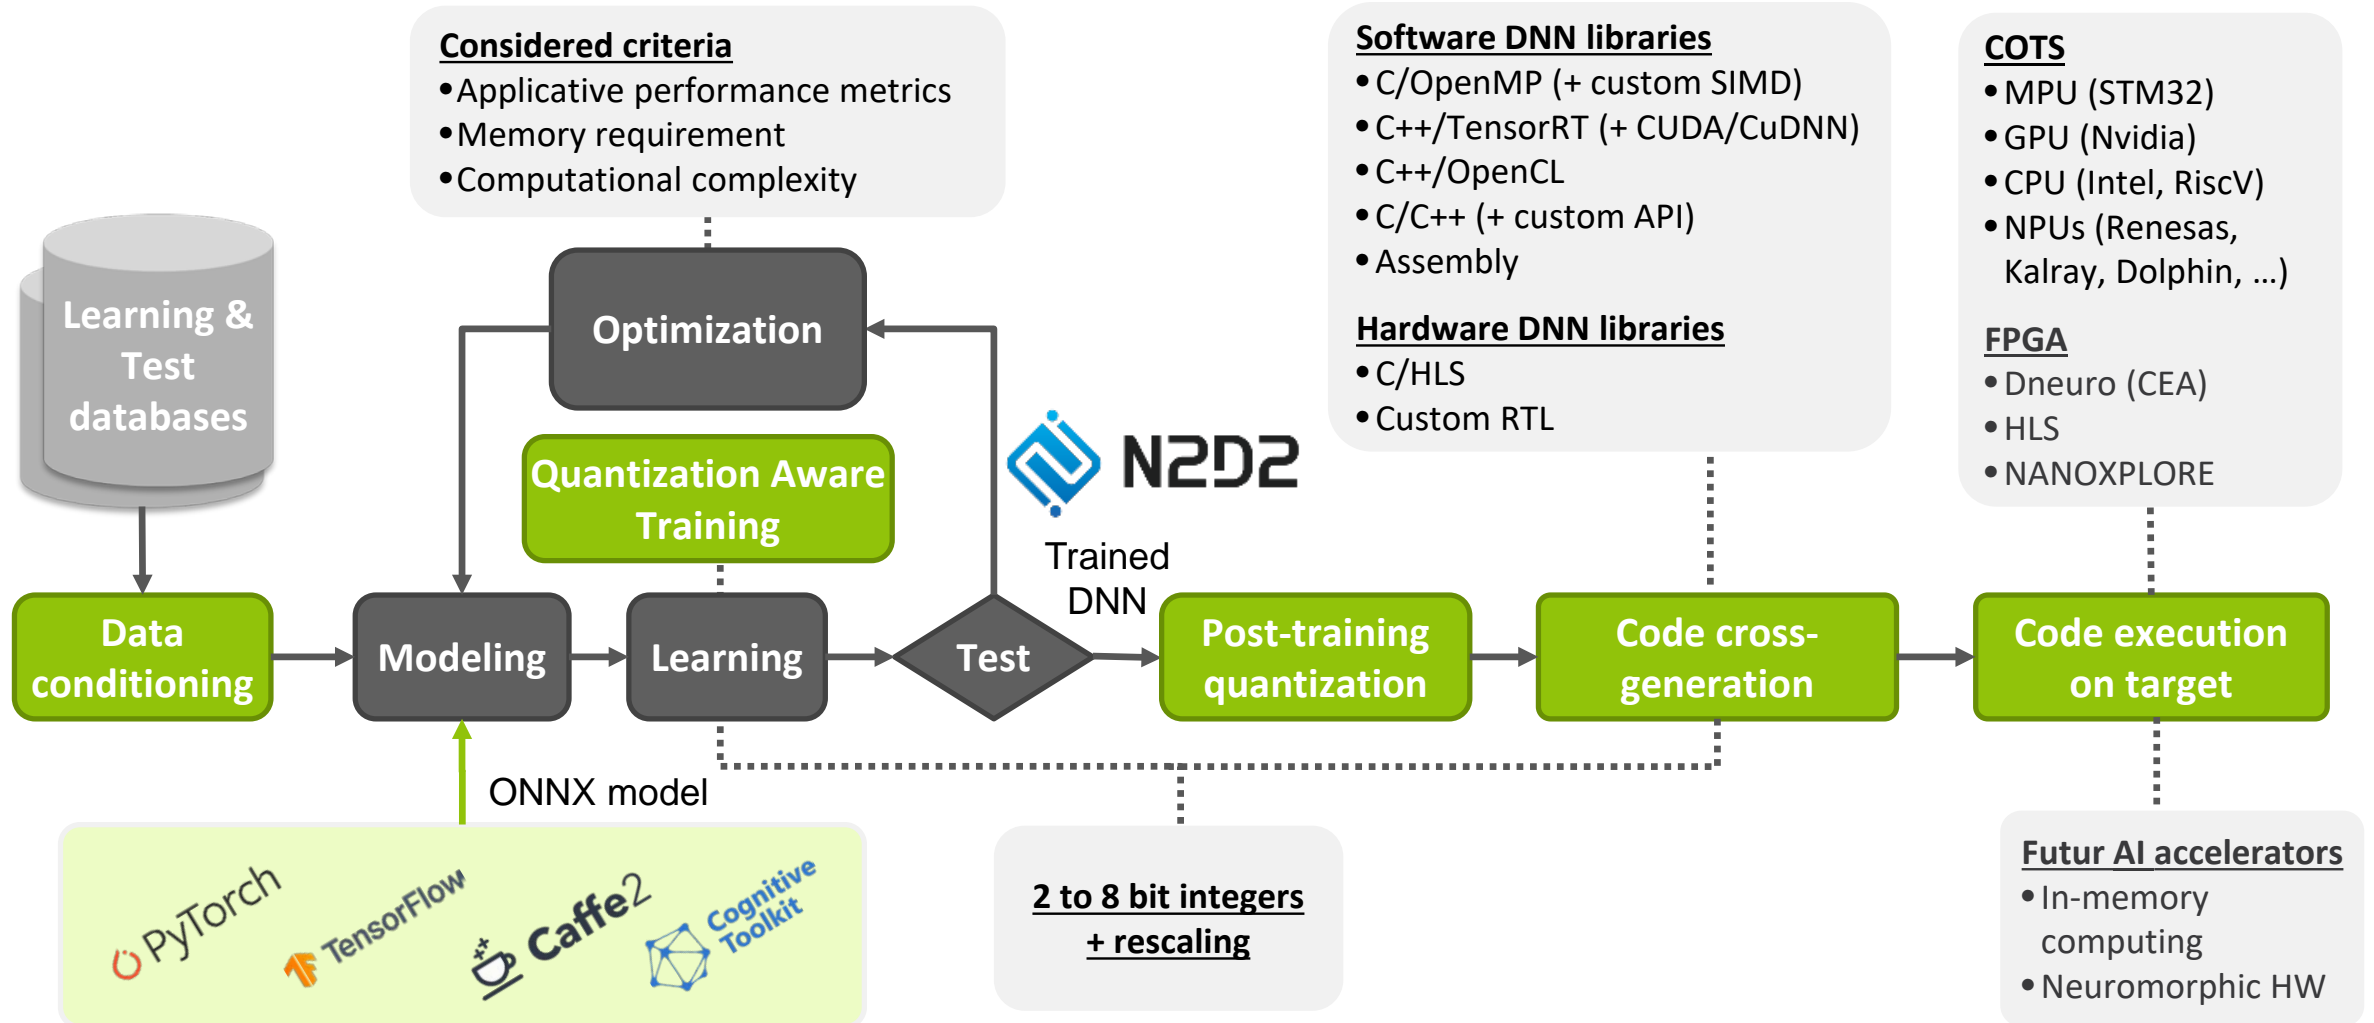 Considered criteria
•Applicative performance metrics
•Memory requirement
•Computational complexity
Software DNN libraries
•C/OpenMP (+ custom SIMD)
•C++/TensorRT (+ CUDA/CuDNN)
•C++/OpenCL
•C/C++ (+ custom API)
•Assembly
Hardware DNN libraries
•C/HLS
•Custom RTL
COTS
•MPU (STM32)
•GPU (Nvidia)
•CPU (Intel, RiscV)
•NPUs (Renesas,
Kalray, Dolphin, ...)
FPGA
•Dneuro (CEA)
•HLS
•NANOXPLORE
Learning &
Test
databases
Optimization
Quantization Aware
Training
N2D2
Trained
DNN
Data
conditioning
Modeling
Learning
Test
Post-training
quantization
Code cross-
generation
Code execution
on target
ONNX model
PyTorch
TensorFlow
Caffe2
Cognitive
Toolkit
2 to 8 bit integers
+ rescaling
Futur AI accelerators
•In-memory
computing
•Neuromorphic HW